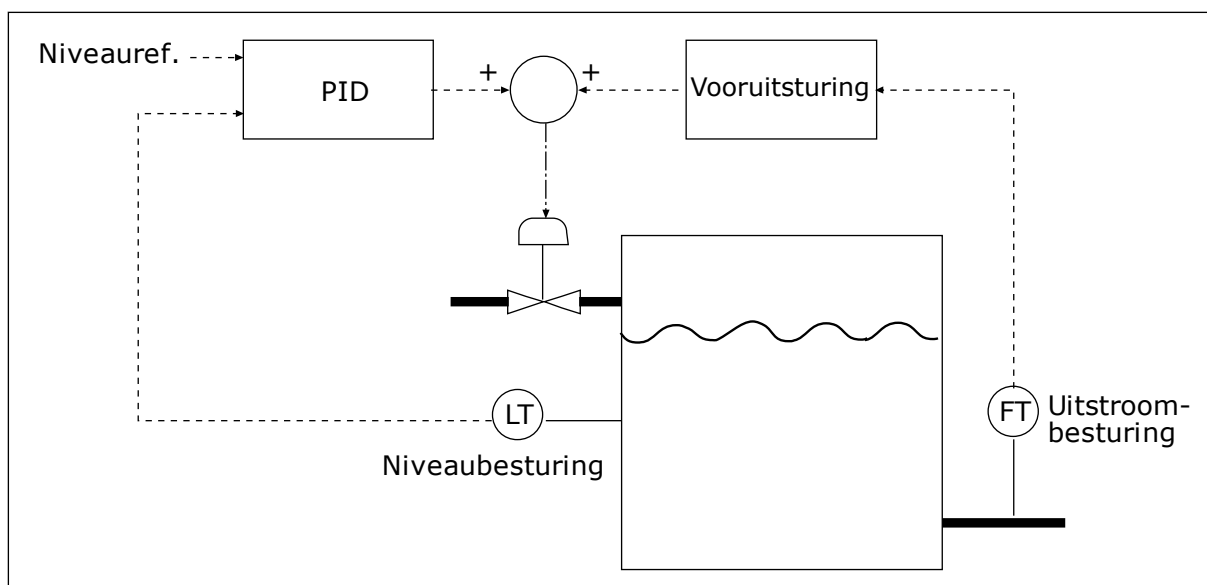 Niveauref.
PID
+
+
Vooruitsturing
LT
Niveaubesturing
FT
Uitstroom-
besturing